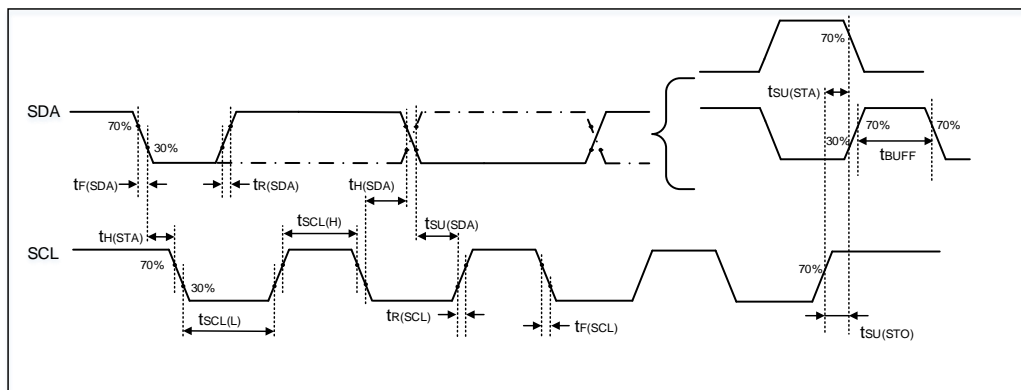 70%
tSU(STA)
SDA
70%
30%
30%
70%
70%
tBUFF
tF(SDA)
tR(SDA)
tH(SDA)
tSCL(H)
tSU(SDA)
tH(STA)
SCL
70%
30%
70%
tSCL(L)
tR(SCL)
tF(SCL)
tSU(STO)